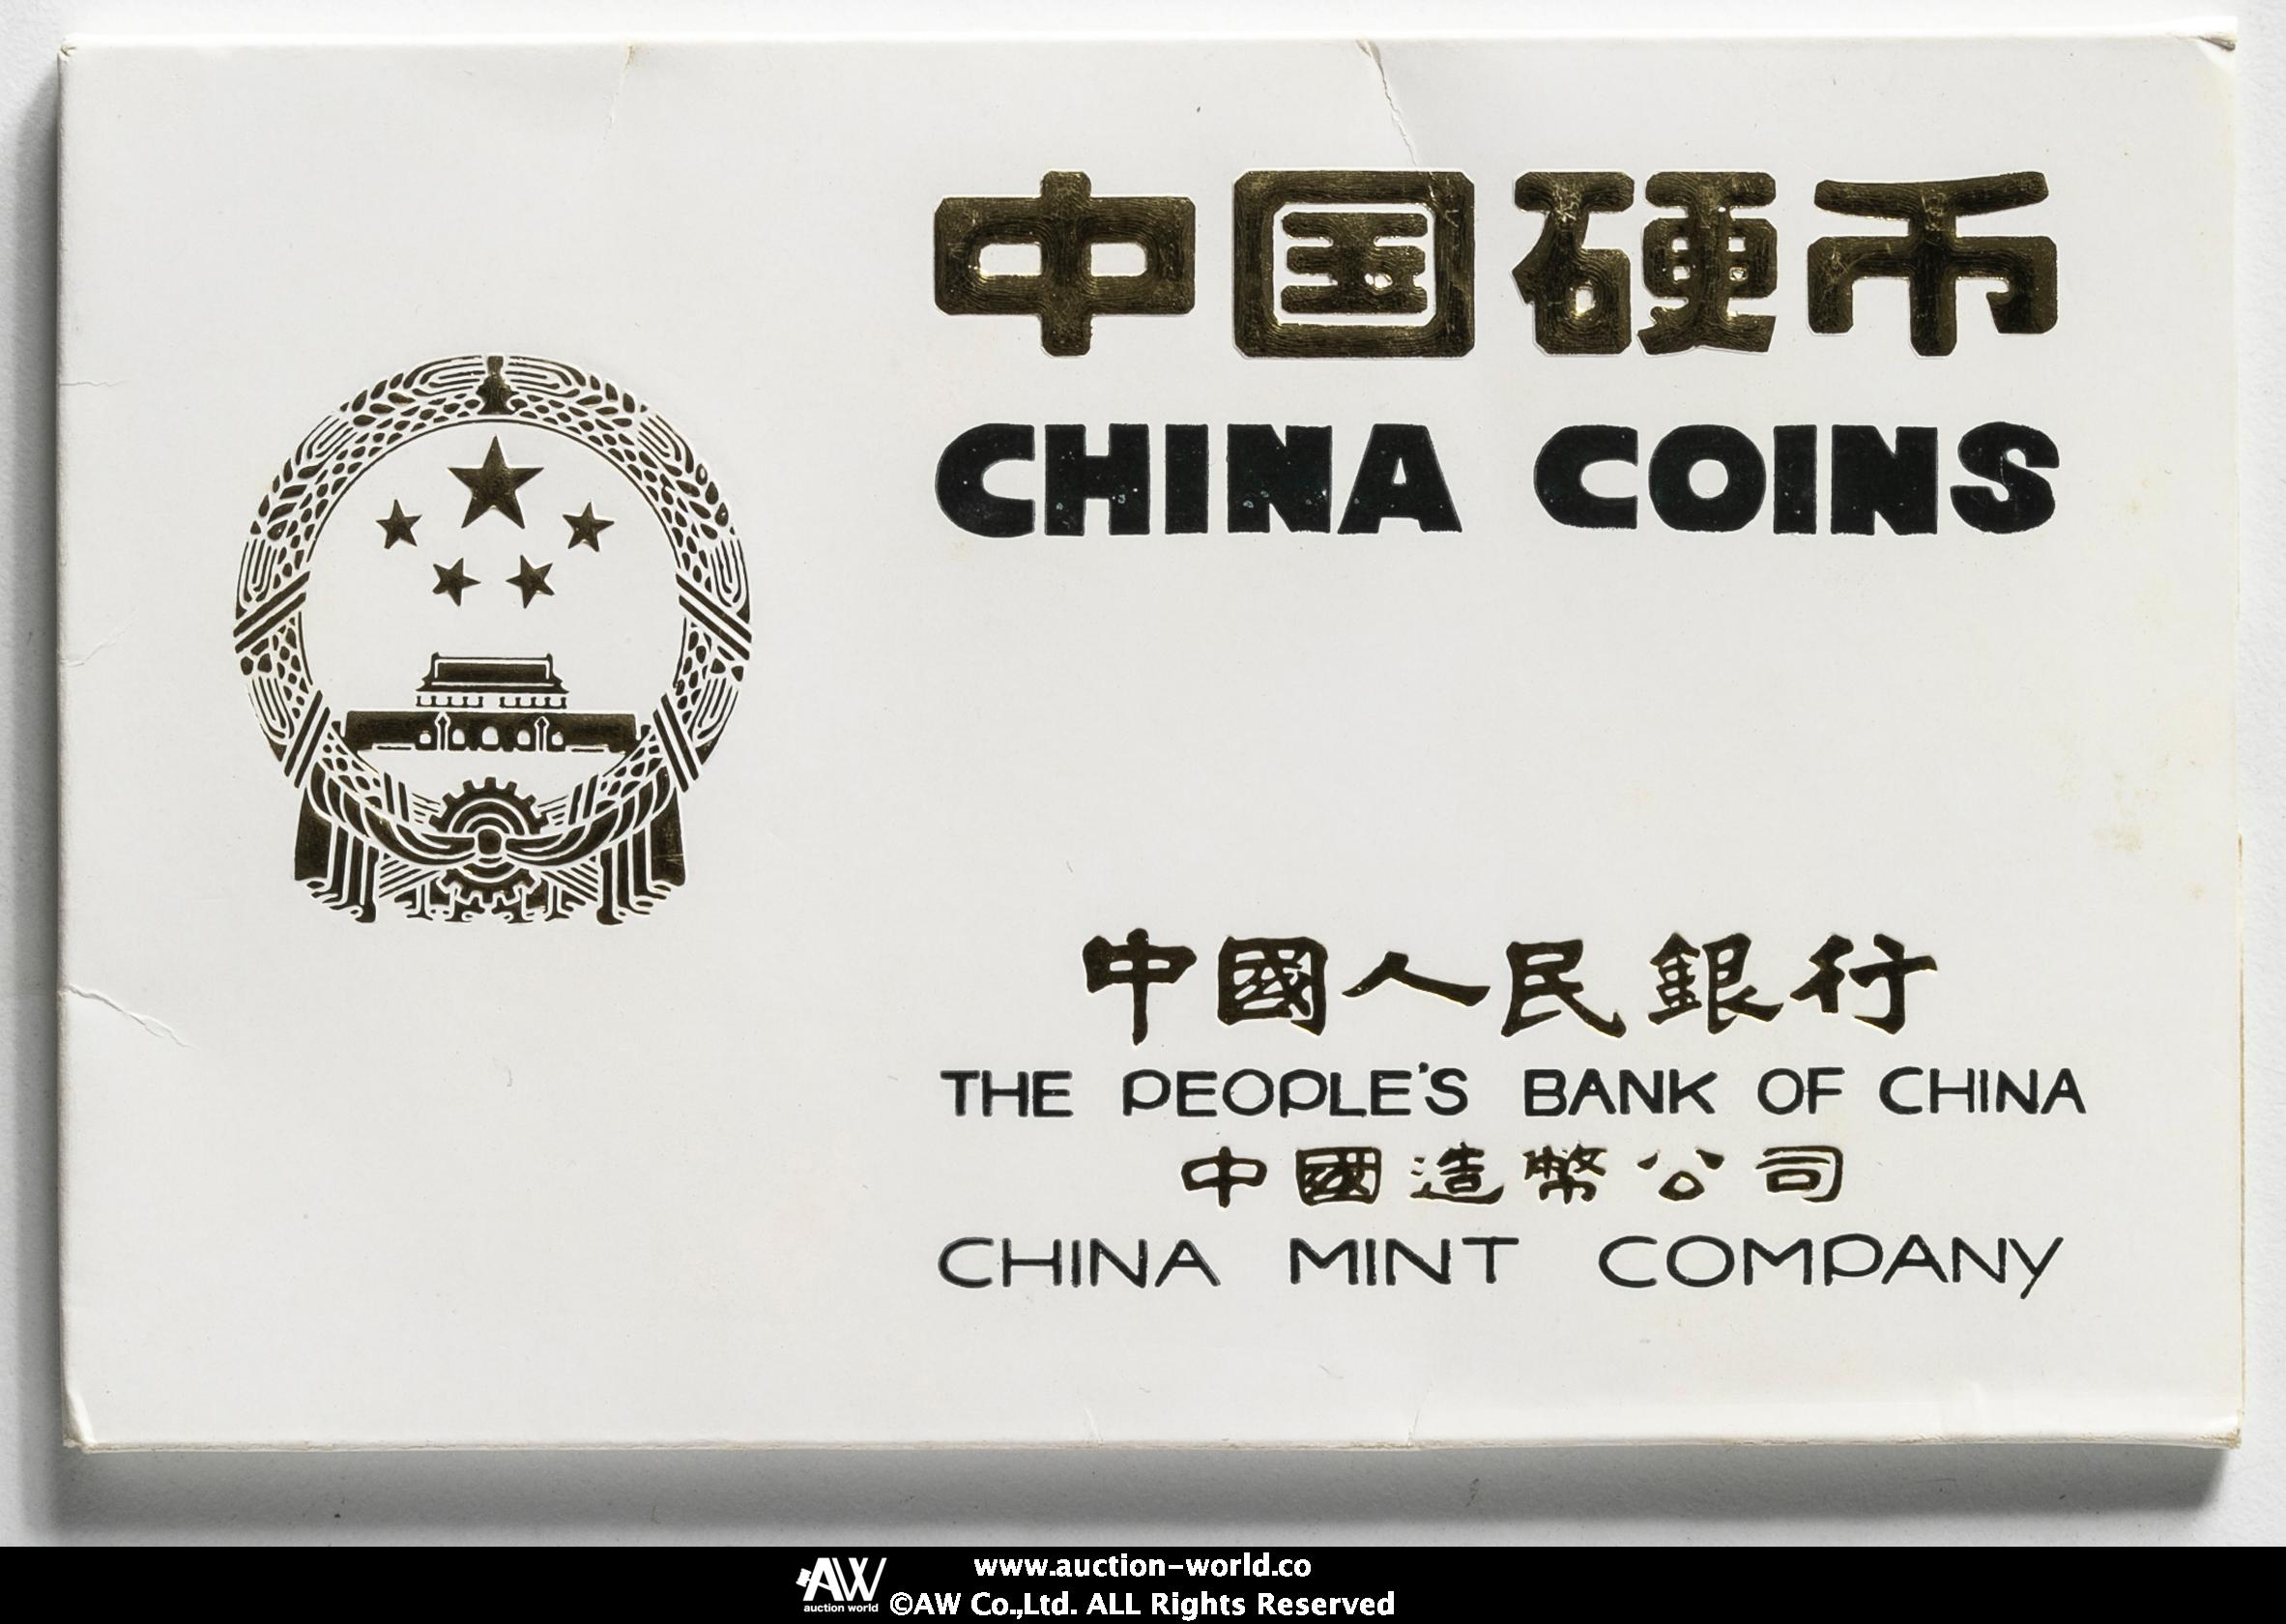 中国硬币
CHINA COINS
中國人民銀行
THE PEOPLE'S BANK OF CHINA
中國造幣公司
CHINA MINT COMPANY
AW
auction world
www.auction-world.co
©AW Co.,Ltd. ALL Rights Reserved